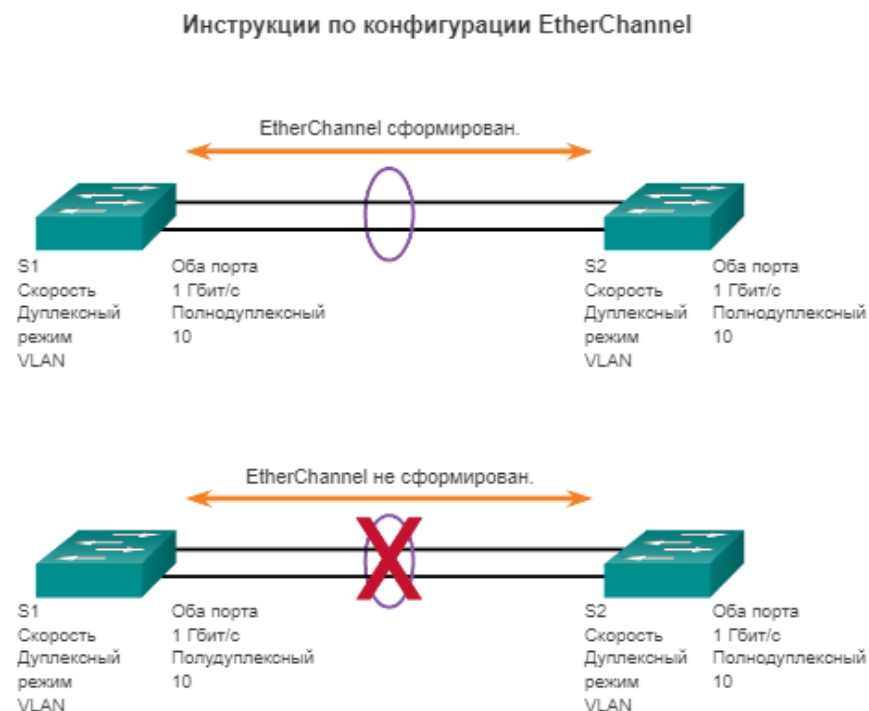 Инструкции по конфигурации EtherChannel
EtherChannel сформирован.
S1 Оба порта
Скорость 1 Гбит/с
Дуплексный Полнодуплексный
режим 10
VLAN
S2 Оба порта
Скорость 1 Гбит/с
Дуплексный Полнодуплексный
режим 10
VLAN
EtherChannel не сформирован.
S1 Оба порта
Скорость 1 Гбит/с
Дуплексный Полудуплексный
режим 10
VLAN
S2 Оба порта
Скорость 1 Гбит/с
Дуплексный Полнодуплексный
режим 10
VLAN